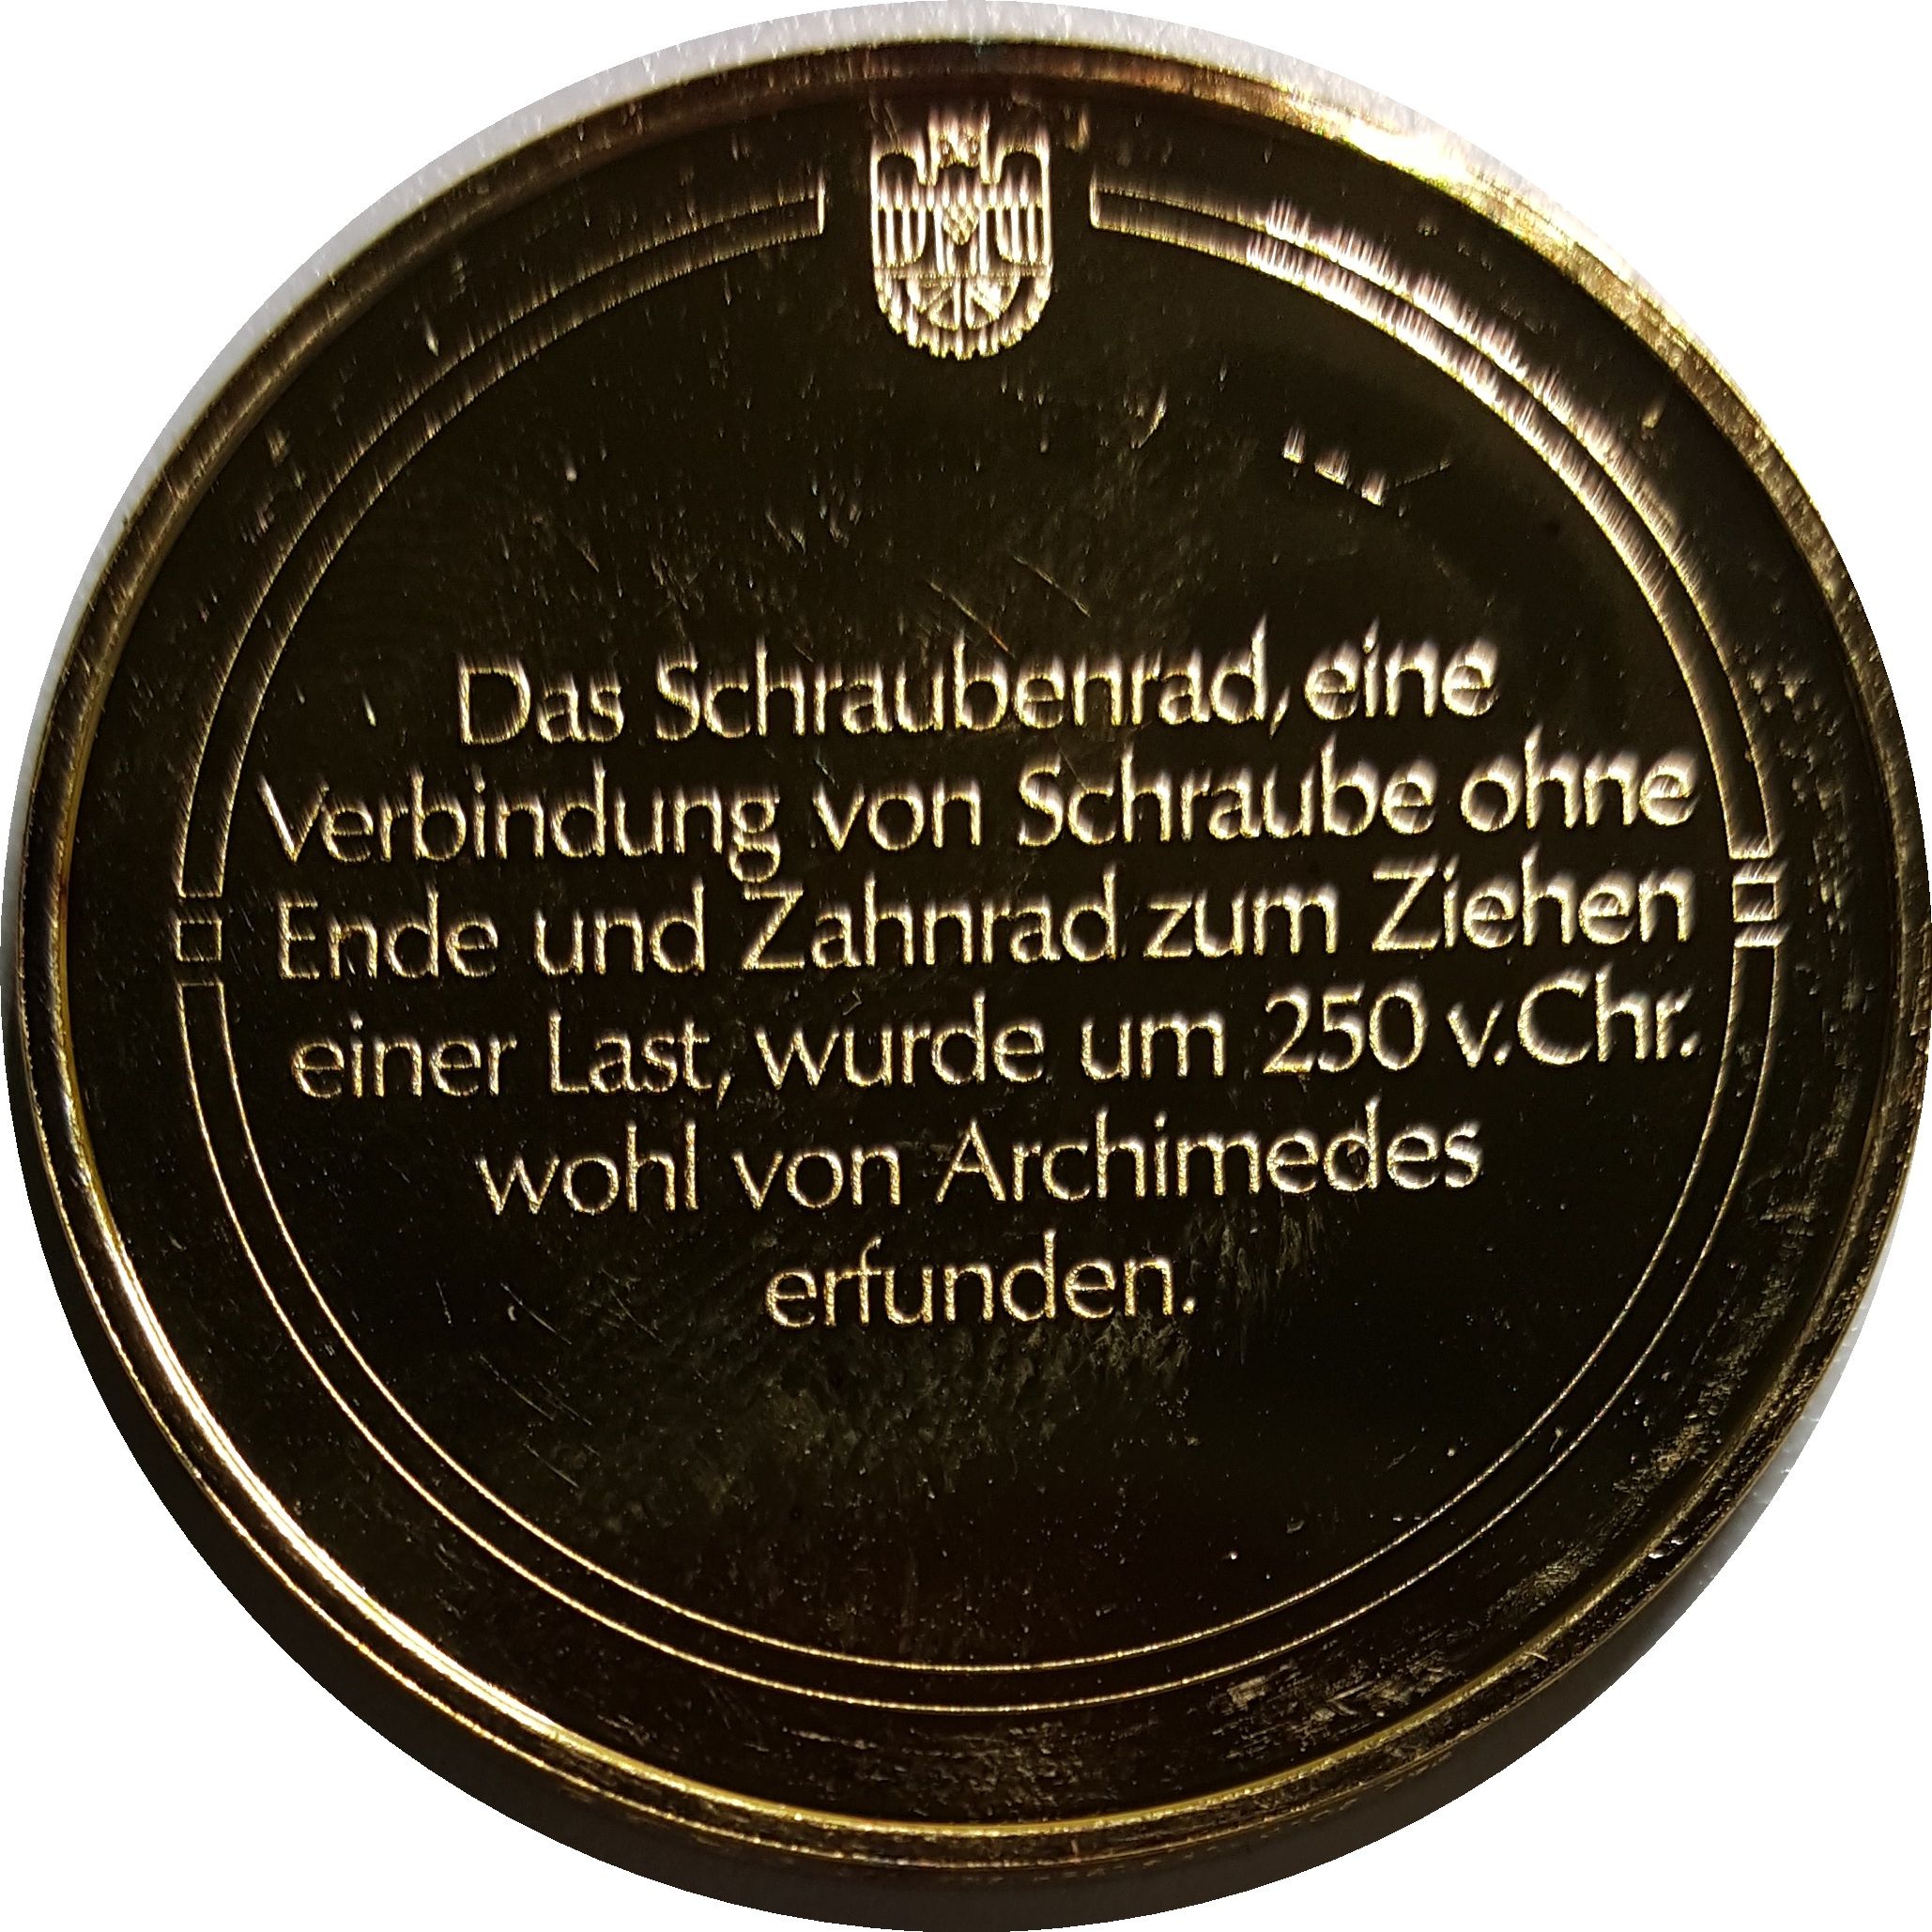 Das Schraubenrad, eine
Verbindung von Schraube ohne
Ende und Zahnrad zum Ziehen
einer Last, wurde um 250 v.Chr.
wohl von Archimedes
erfunden.